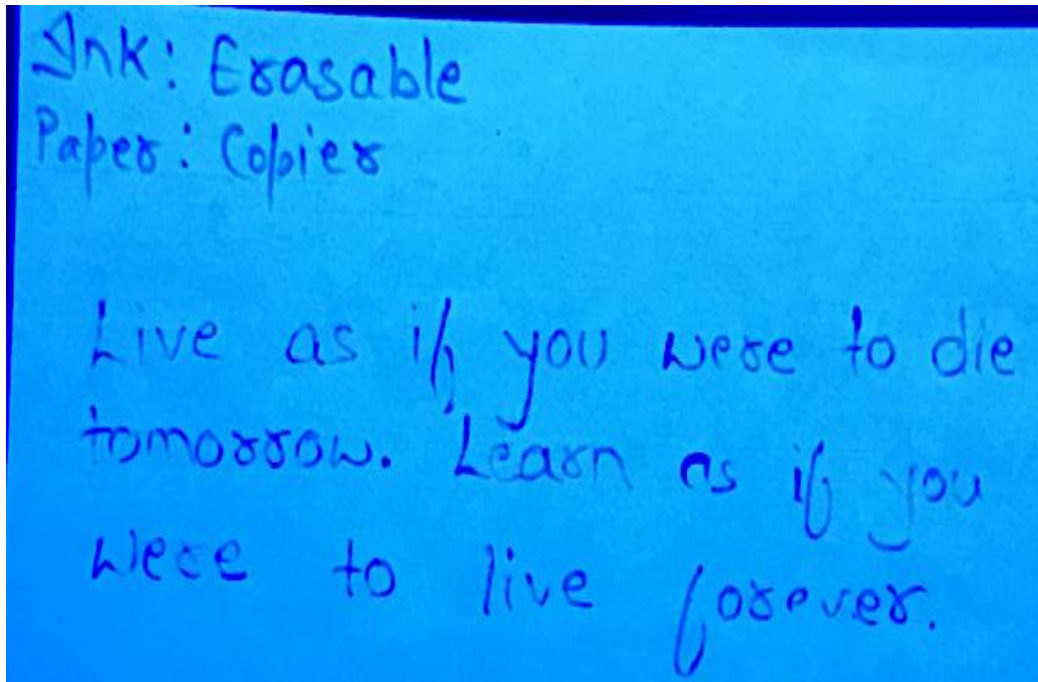 Ink: Erasable
Paper: Copier
Live as if you were to die
tomorrow. Learn as if you
were to live forever.